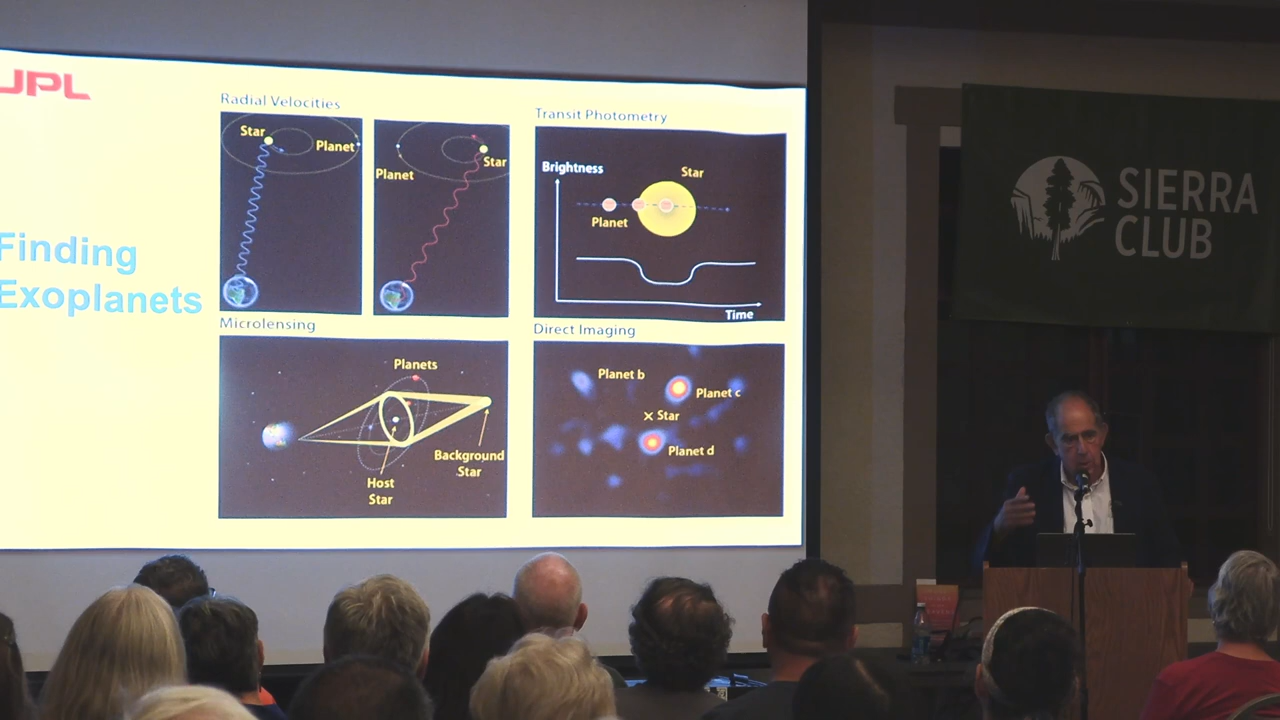 JPL
Finding
Exoplanets
Radial Velocities
Star
Planet
Star
Planet
Transit Photometry
Brightness
Star
Planet
Time
Microlensing
Planets
Background
Star
Host
Star
Direct Imaging
Planet b
Planet c
Star
Planet d
SIERRA
CLUB